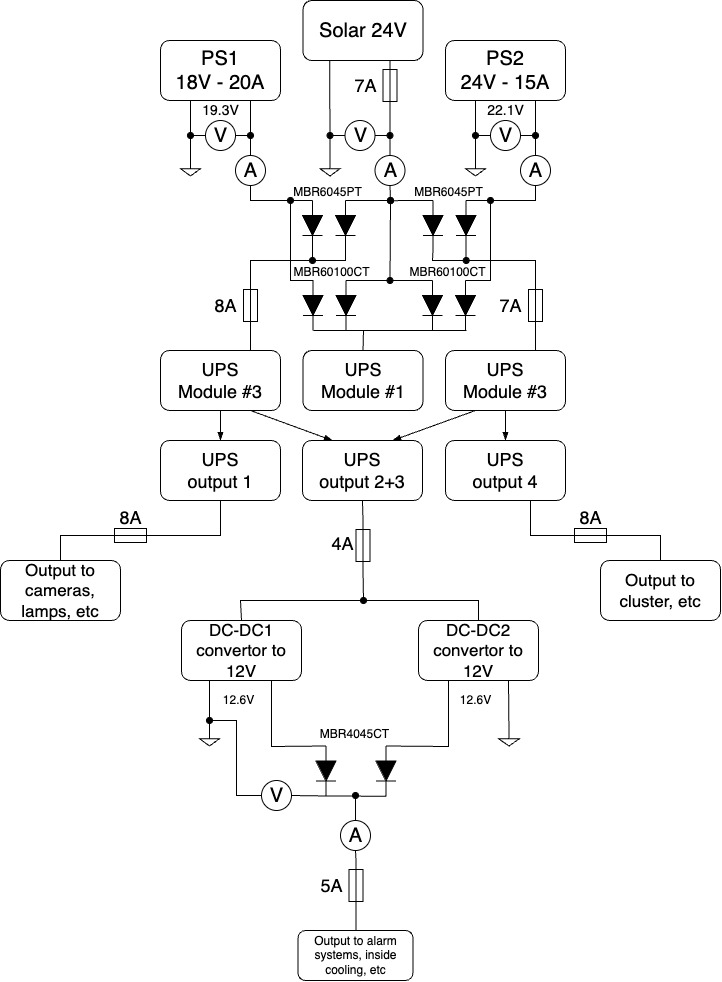 Solar 24V
PS1
18V - 20A
PS2
24V - 15A
7A
19.3V
22.1V
V
V
V
A
A
A
MBR6045PT
MBR6045PT
MBR60100CT
MBR60100CT
8A
7A
UPS
Module #3
UPS
Module #1
UPS
Module #3
UPS
output 1
UPS
output 2+3
UPS
output 4
8A
8A
4A
Output to
cameras,
lamps, etc
Output to
cluster, etc
DC-DC1
convertor to
12V
DC-DC2
convertor to
12V
12.6V
12.6V
MBR4045CT
V
A
5A
Output to alarm
systems, inside
cooling, etc